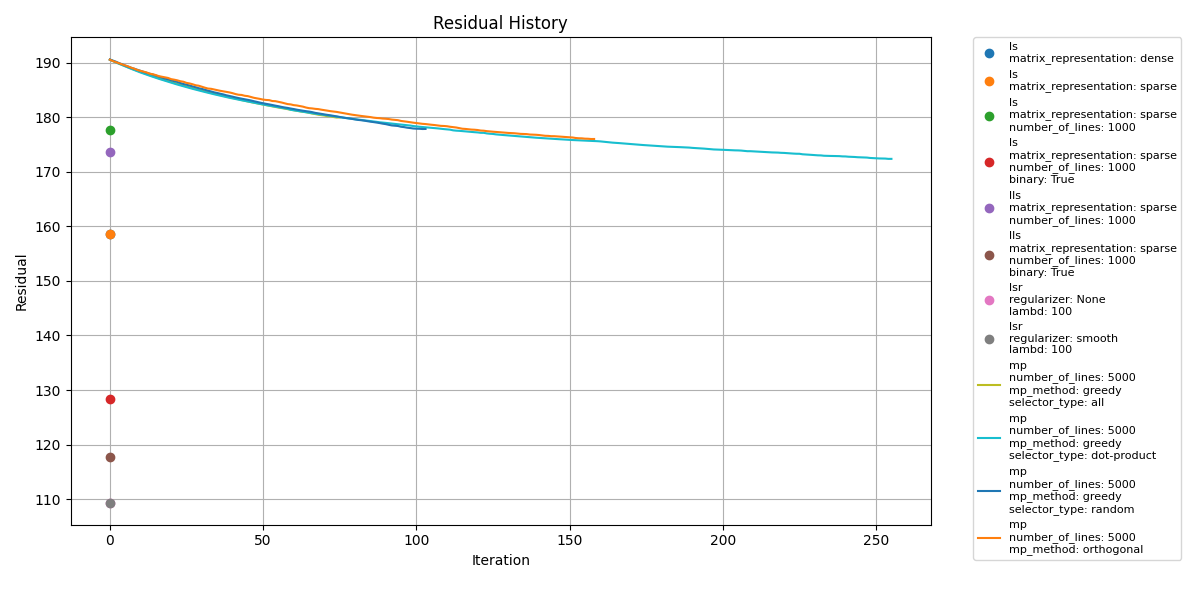 Residual History
Residual
190
180
170
160
150
140
130
120
110
0
50
100
150
200
250
Iteration
ls
matrix_representation: dense
ls
matrix_representation: sparse
ls
matrix_representation: sparse
number_of_lines: 1000
ls
matrix_representation: sparse
number_of_lines: 1000
binary: True
lls
matrix_representation: sparse
number_of_lines: 1000
lls
matrix_representation: sparse
number_of_lines: 1000
binary: True
lsr
regularizer: None
lambd: 100
lsr
regularizer: smooth
lambd: 100
mp
number_of_lines: 5000
mp_method: greedy
selector_type: all
mp
number_of_lines: 5000
mp_method: greedy
selector_type: dot-product
mp
number_of_lines: 5000
mp_method: greedy
selector_type: random
mp
number_of_lines: 5000
mp_method: orthogonal